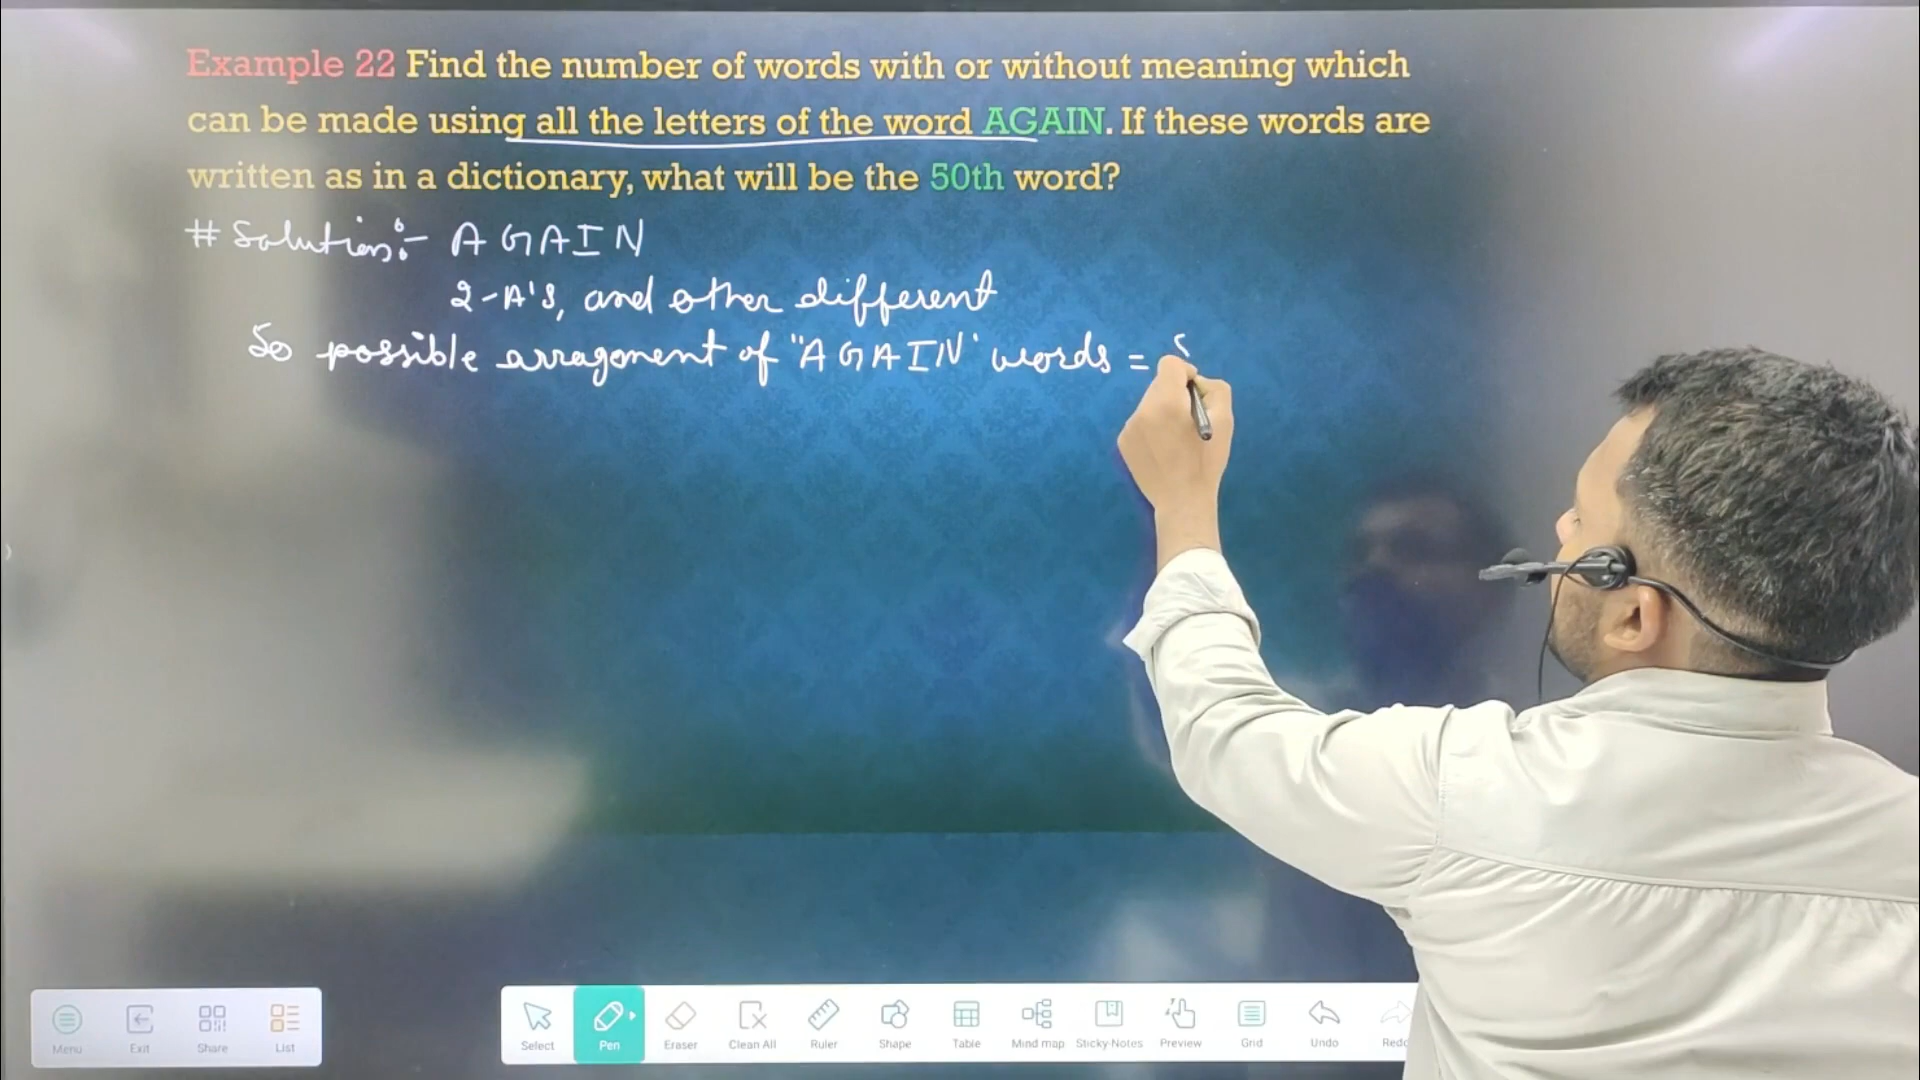 Example 22 Find the number of words with or without meaning which
can be made using all the letters of the word AGAIN. If these words are
written as in a dictionary, what will be the 50th word?
# Solution:- AGAIN
2-A's, and other different
So possible arragement of "AGAIN" words =
Menu Exit Share List
Select Pen Eraser Clean All Ruler Shape Table Mind map Sticky Notes Preview Grid Undo